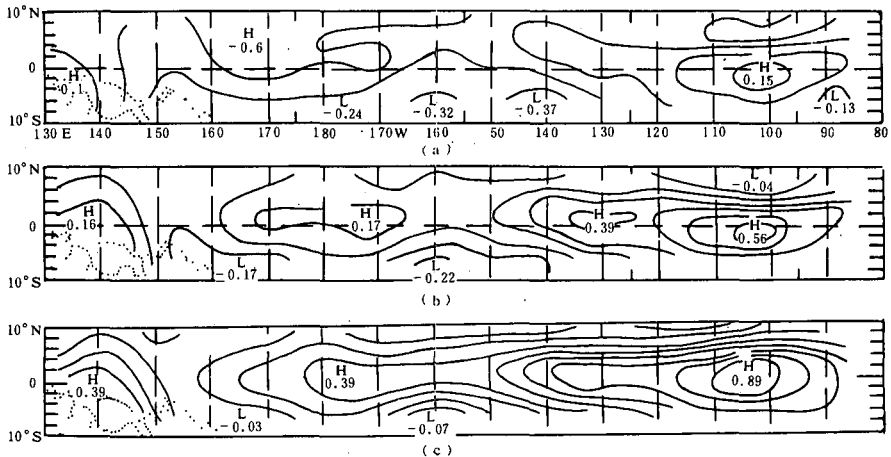 10°N
H
-0.6
0
H
-0.1
H
0.15
L
-0.24
L
-0.32
L
-0.37
L
-0.13
10°S
130 E 140 150 160 170 180 170W 160 150 140 130 120 110 100 90 80
(a)
10°N
L
-0.04
H
0.16
H
0.17
H
0.39
0
H
0.56
L
-0.17
L
-0.22
10°S
(b)
10°N
H
0.39
H
0.39
H
0.89
0
L
-0.03
L
-0.07
10°S
(c)